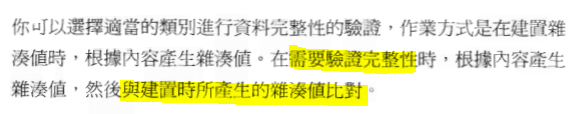 你可以選擇適當的類別進行資料完整性的驗證，作業方式是在建置雜
湊值時，根據內容產生雜湊值。在需要驗證完整性時，根據內容產生
雜湊值，然後與建置時所產生的雜湊值比對。